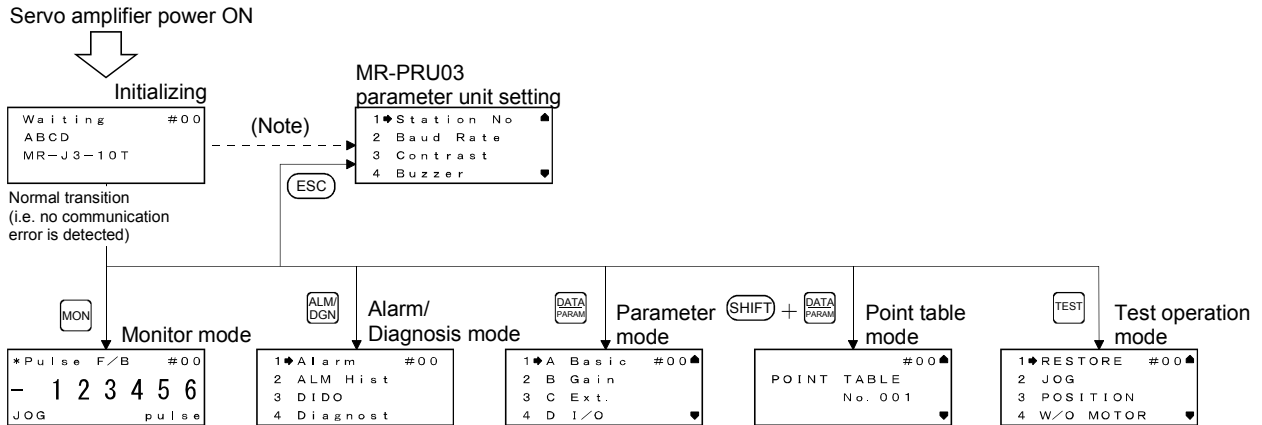 Servo amplifier power ON
Initializing
Waiting #00
ABCD
MR-J3-10T
(Note)
MR-PRU03
parameter unit setting
1 Station No
2 Baud Rate
3 Contrast
4 Buzzer
ESC
Normal transition
(i.e. no communication
error is detected)
MON
Monitor mode
*Pulse F/B #00
- 123456
JOG pulse
ALM/
DGN
Alarm/
Diagnosis mode
1 Alarm #00
2 ALM Hist
3 DIDO
4 Diagnost
DATA
PARAM
Parameter
mode
1 A Basic #00
2 B Gain
3 C Ext.
4 D I/O
SHIFT + DATA
PARAM
Point table
mode
#00
POINT TABLE
No. 001
TEST
Test operation
mode
1 RESTORE #00
2 JOG
3 POSITION
4 W/O MOTOR